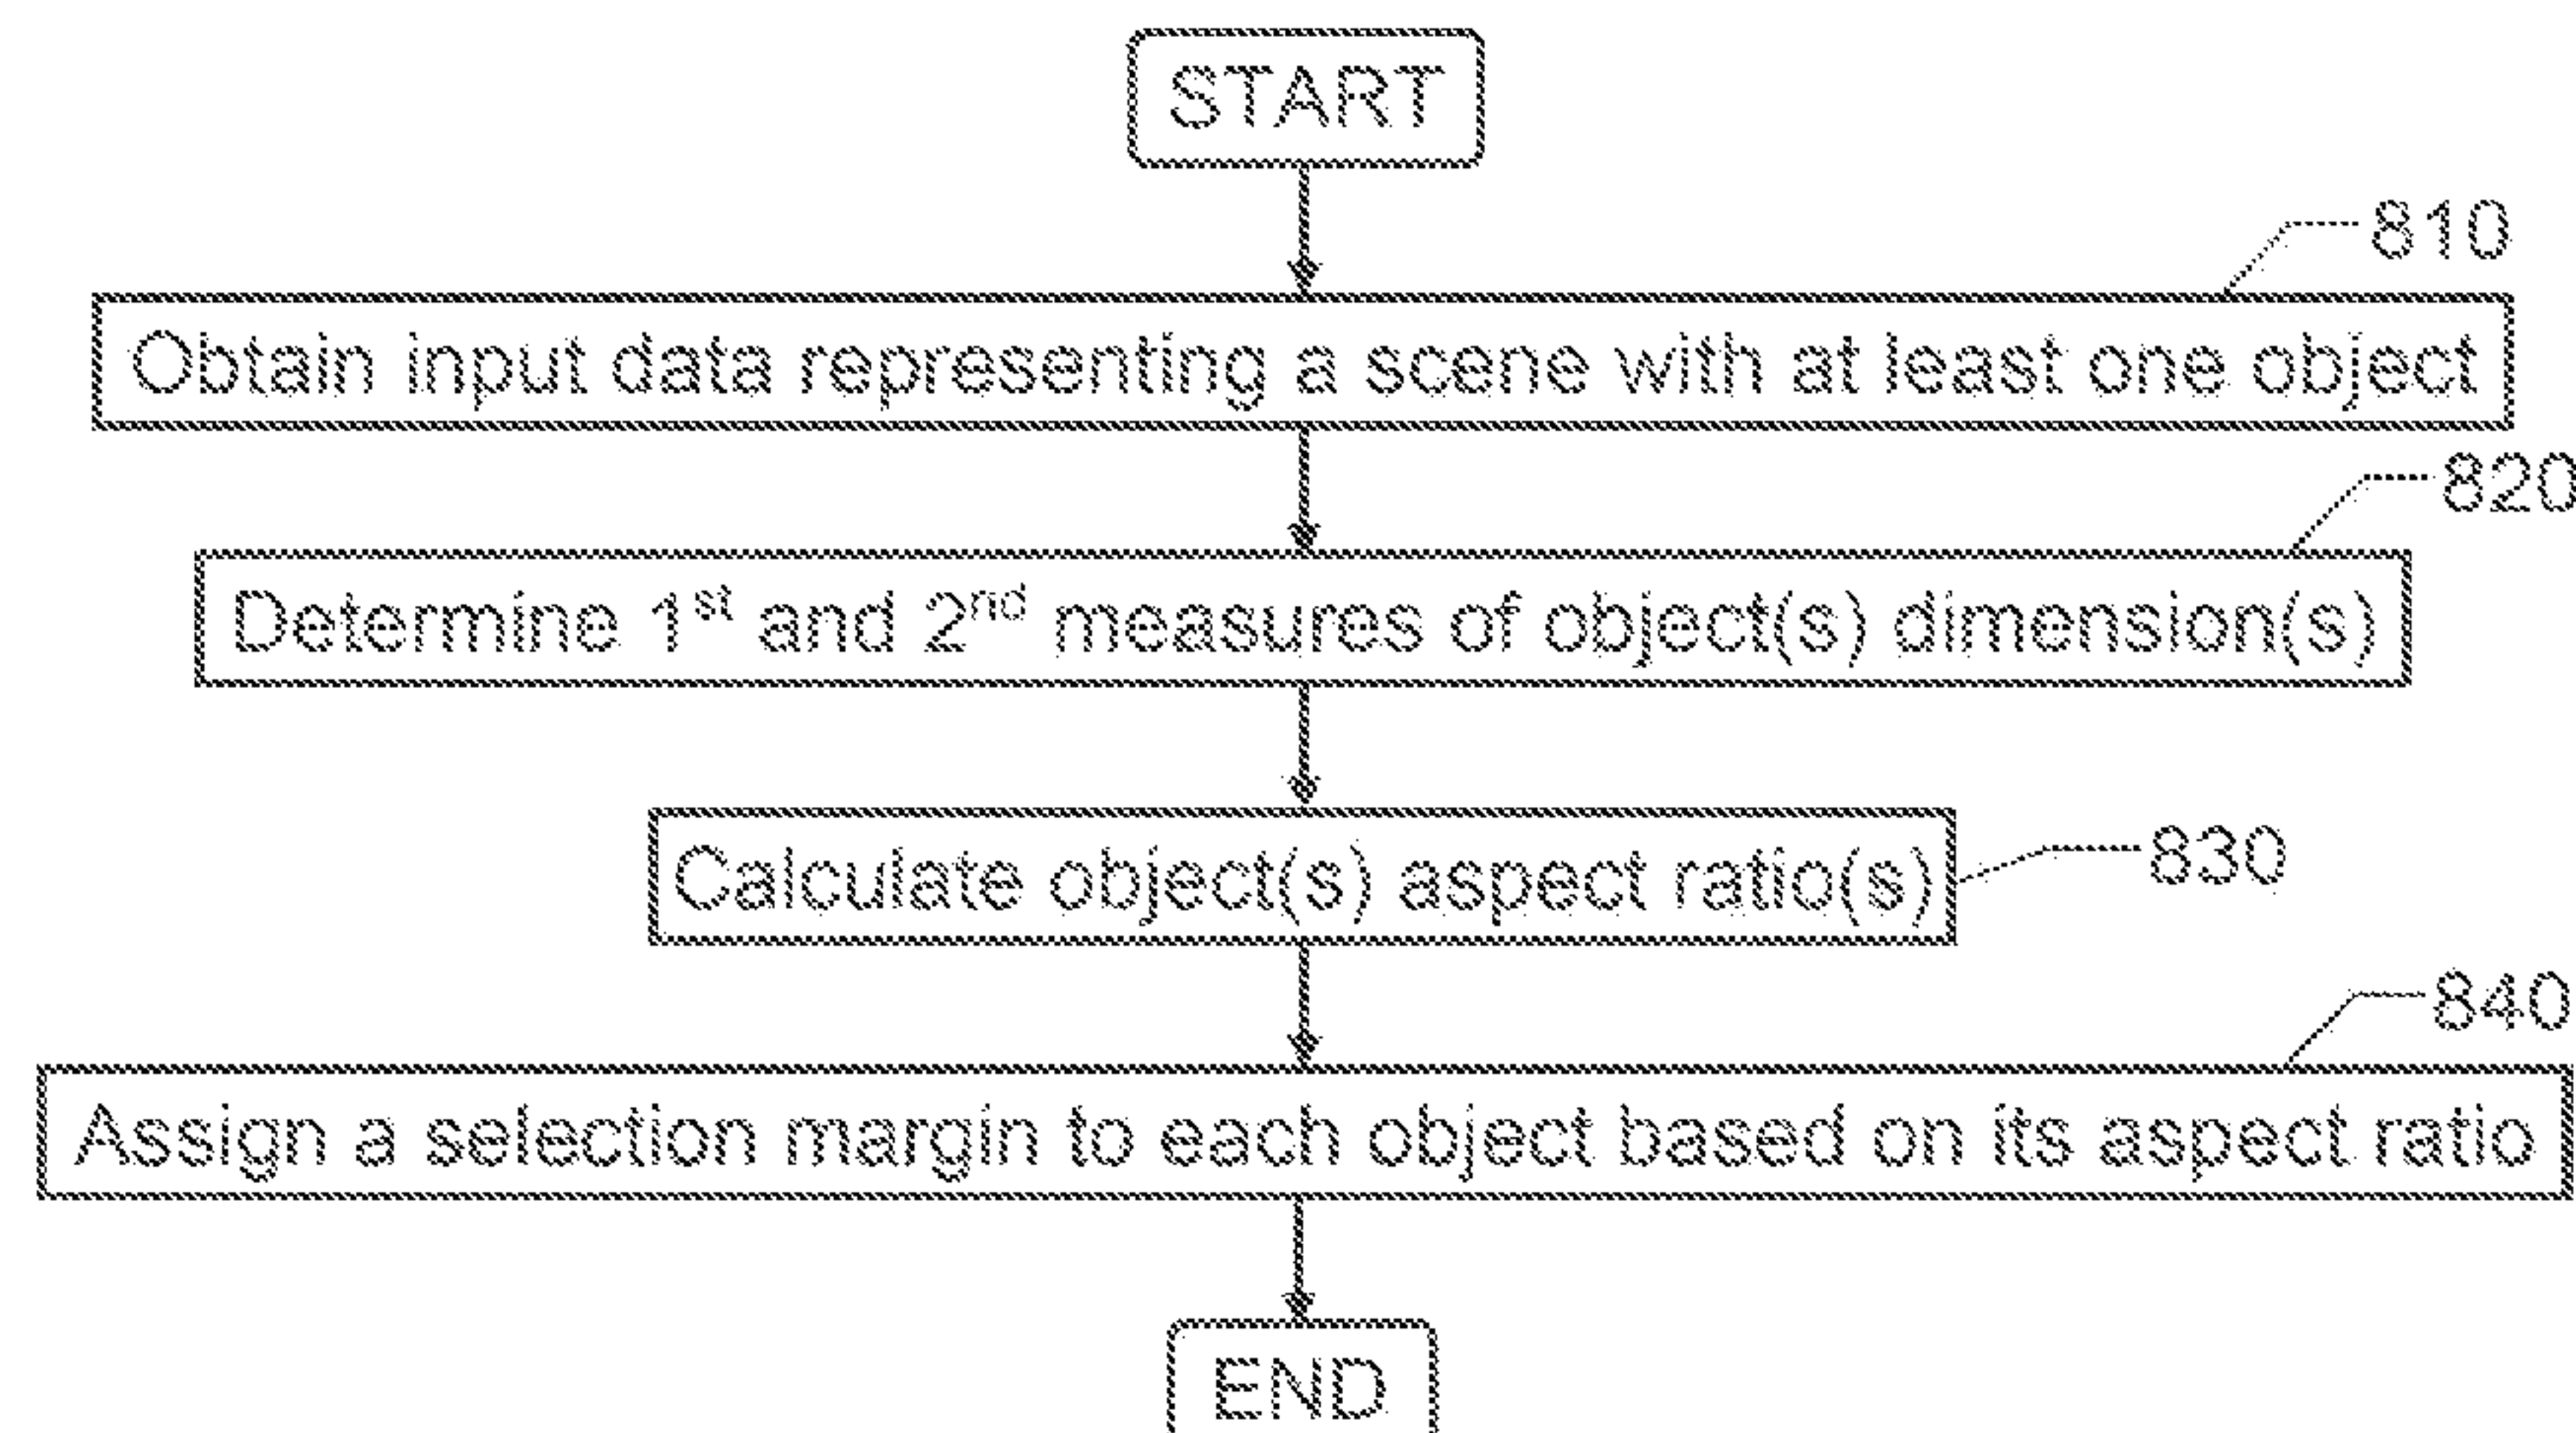 START
810
Obtain input data representing a scene with at least one object
820
Determine 1st and 2nd measures of object(s) dimension(s)
Calculate object(s) aspect ratio(s)
830
840
Assign a selection margin to each object based on its aspect ratio
END